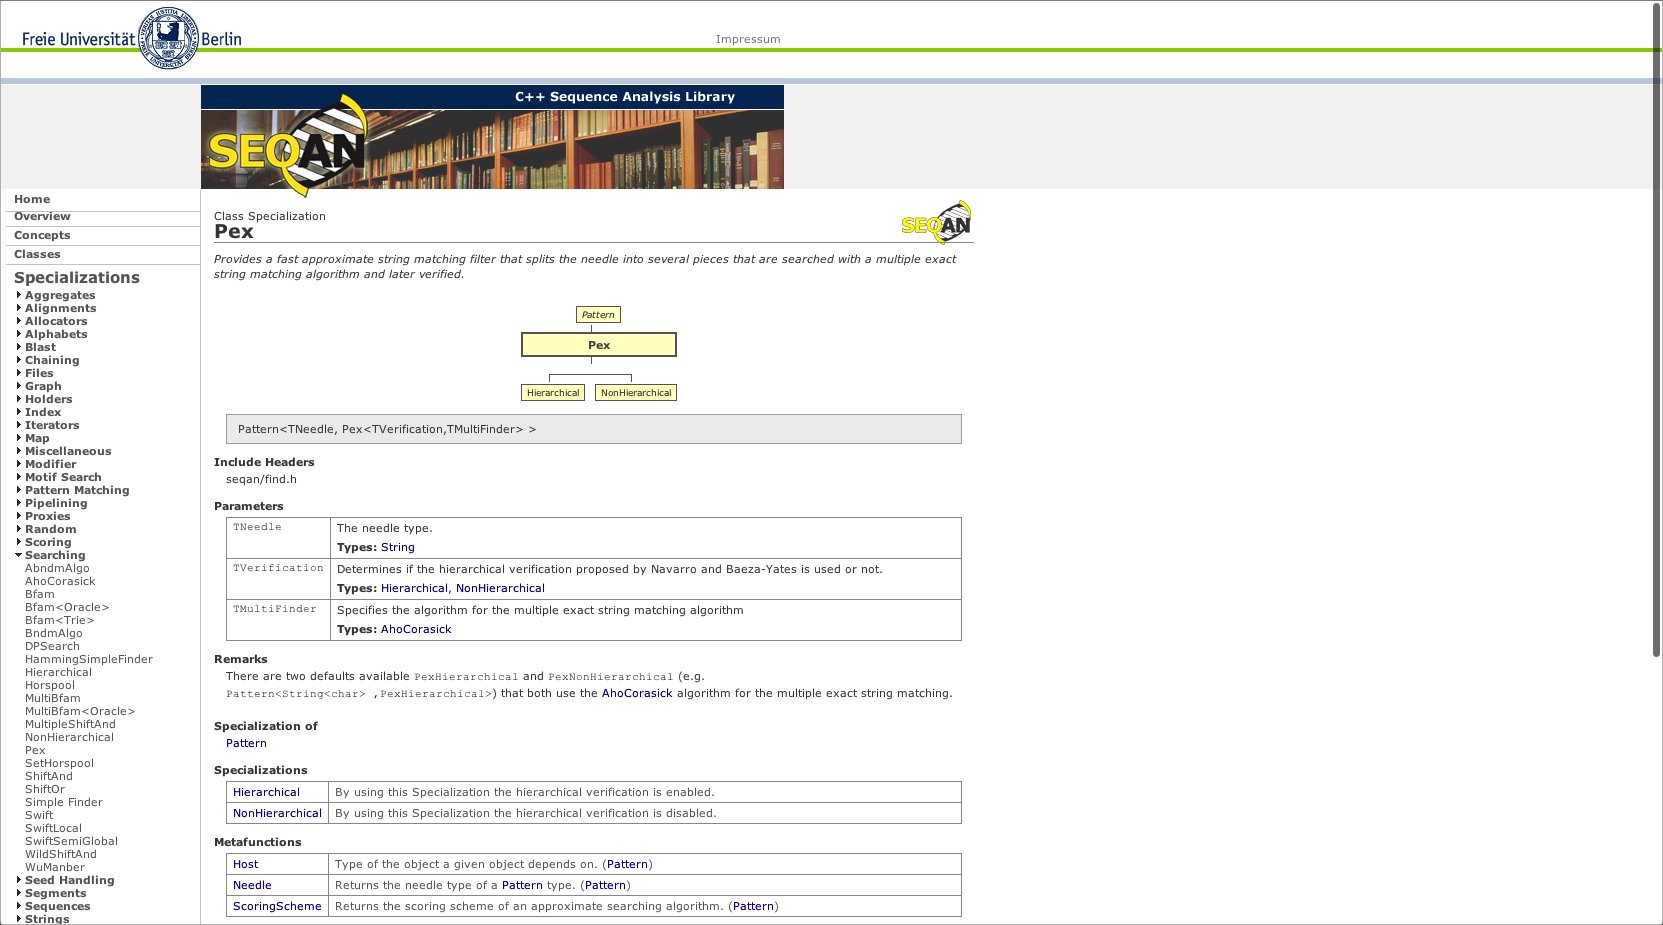 Freie Universität Berlin
Impressum
C++ Sequence Analysis Library
SEQAN
Home
Overview
Concepts
Classes
Specializations
Aggregates
Alignments
Allocators
Alphabets
Blast
Chaining
Files
Graph
Holders
Index
Iterators
Map
Miscellaneous
Modifier
Motif Search
Pattern Matching
Pipelining
Proxies
Random
Scoring
Searching
AbndmAlgo
AhoCorasick
Bfam
Bfam<Oracle>
Bfam<Trie>
BndmAlgo
DPSearch
HammingSimpleFinder
Hierarchical
Horspool
MultiBfam
MultiBfam<Oracle>
MultipleShiftAnd
NonHierarchical
Pex
SetHorspool
ShiftAnd
ShiftOr
Simple Finder
Swift
SwiftLocal
SwiftSemiGlobal
WildShiftAnd
WuManber
Seed Handling
Segments
Sequences
Strings
Class Specialization
Pex
SEQAN
Provides a fast approximate string matching filter that splits the needle into several pieces that are searched with a multiple exact
string matching algorithm and later verified.
Pattern
Pex
Hierarchical NonHierarchical
Pattern<TNeedle, Pex<TVerification,TMultiFinder> >
Include Headers
seqan/find.h
Parameters
TNeedle The needle type.
Types: String
TVerification Determines if the hierarchical verification proposed by Navarro and Baeza-Yates is used or not.
Types: Hierarchical, NonHierarchical
TMultiFinder Specifies the algorithm for the multiple exact string matching algorithm
Types: AhoCorasick
Remarks
There are two defaults available PexHierarchical and PexNonHierarchical (e.g.
Pattern<String<char> ,PexHierarchical>) that both use the AhoCorasick algorithm for the multiple exact string matching.
Specialization of
Pattern
Specializations
Hierarchical By using this Specialization the hierarchical verification is enabled.
NonHierarchical By using this Specialization the hierarchical verification is disabled.
Metafunctions
Host Type of the object a given object depends on. (Pattern)
Needle Returns the needle type of a Pattern type. (Pattern)
ScoringScheme Returns the scoring scheme of an approximate searching algorithm. (Pattern)